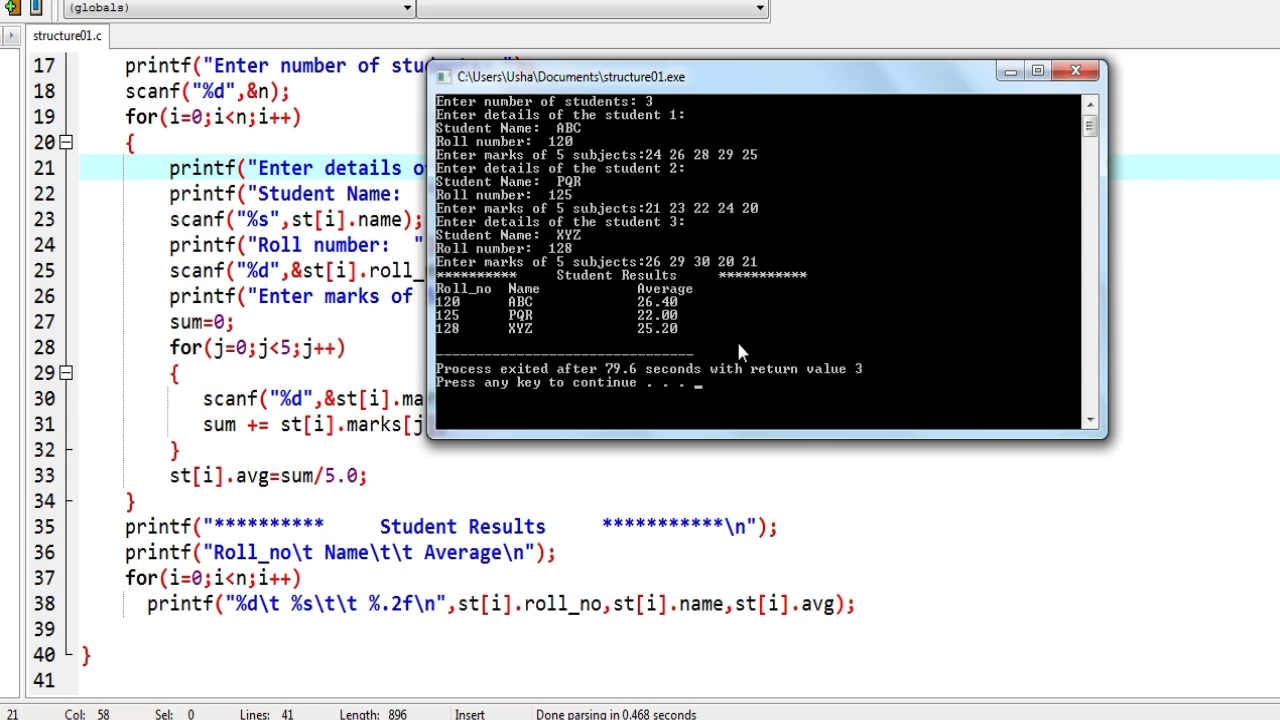 (globals)
structure01.c
17 printf("Enter number of stu
18 scanf("%d",&n);
19 for(i=0;i<n;i++)
20 {
21 printf("Enter details o
22 printf("Student Name:
23 scanf("%s",st[i].name);
24 printf("Roll number: "
25 scanf("%d",&st[i].roll_
26 printf("Enter marks of
27 sum=0;
28 for(j=0;j<5;j++)
29 {
30 scanf("%d",&st[i].ma
31 sum += st[i].marks[j
32 }
33 st[i].avg=sum/5.0;
34 }
35 printf("********** Student Results ***********\n");
36 printf("Roll_no\t Name\t\t Average\n");
37 for(i=0;i<n;i++)
38 printf("%d\t %s\t\t %.2f\n",st[i].roll_no,st[i].name,st[i].avg);
39
40 }
41
C:\Users\Usha\Documents\structure01.exe
Enter number of students: 3
Enter details of the student 1:
Student Name: ABC
Roll number: 120
Enter marks of 5 subjects:24 26 28 29 25
Enter details of the student 2:
Student Name: PQR
Roll number: 125
Enter marks of 5 subjects:21 23 22 24 20
Enter details of the student 3:
Student Name: XYZ
Roll number: 128
Enter marks of 5 subjects:26 29 30 20 21
********** Student Results ***********
Roll_no Name Average
120 ABC 26.40
125 PQR 22.00
128 XYZ 25.20
--------------------------------
Process exited after 79.6 seconds with return value 3
Press any key to continue . . . _
21 Col: 58 Sel: 0 Lines: 41 Length: 896 Insert Done parsing in 0.468 seconds